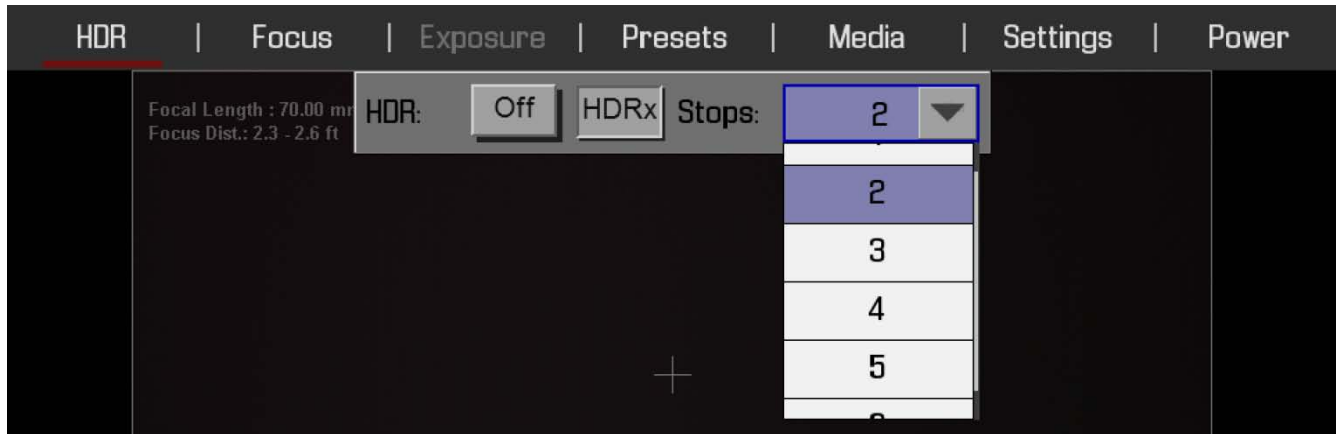 HDR | Focus | Exposure | Presets | Media | Settings | Power
Focal Length : 70.00 mm
Focus Dist.: 2.3 - 2.6 ft
HDR: Off HDRx Stops: 2
2
3
4
5